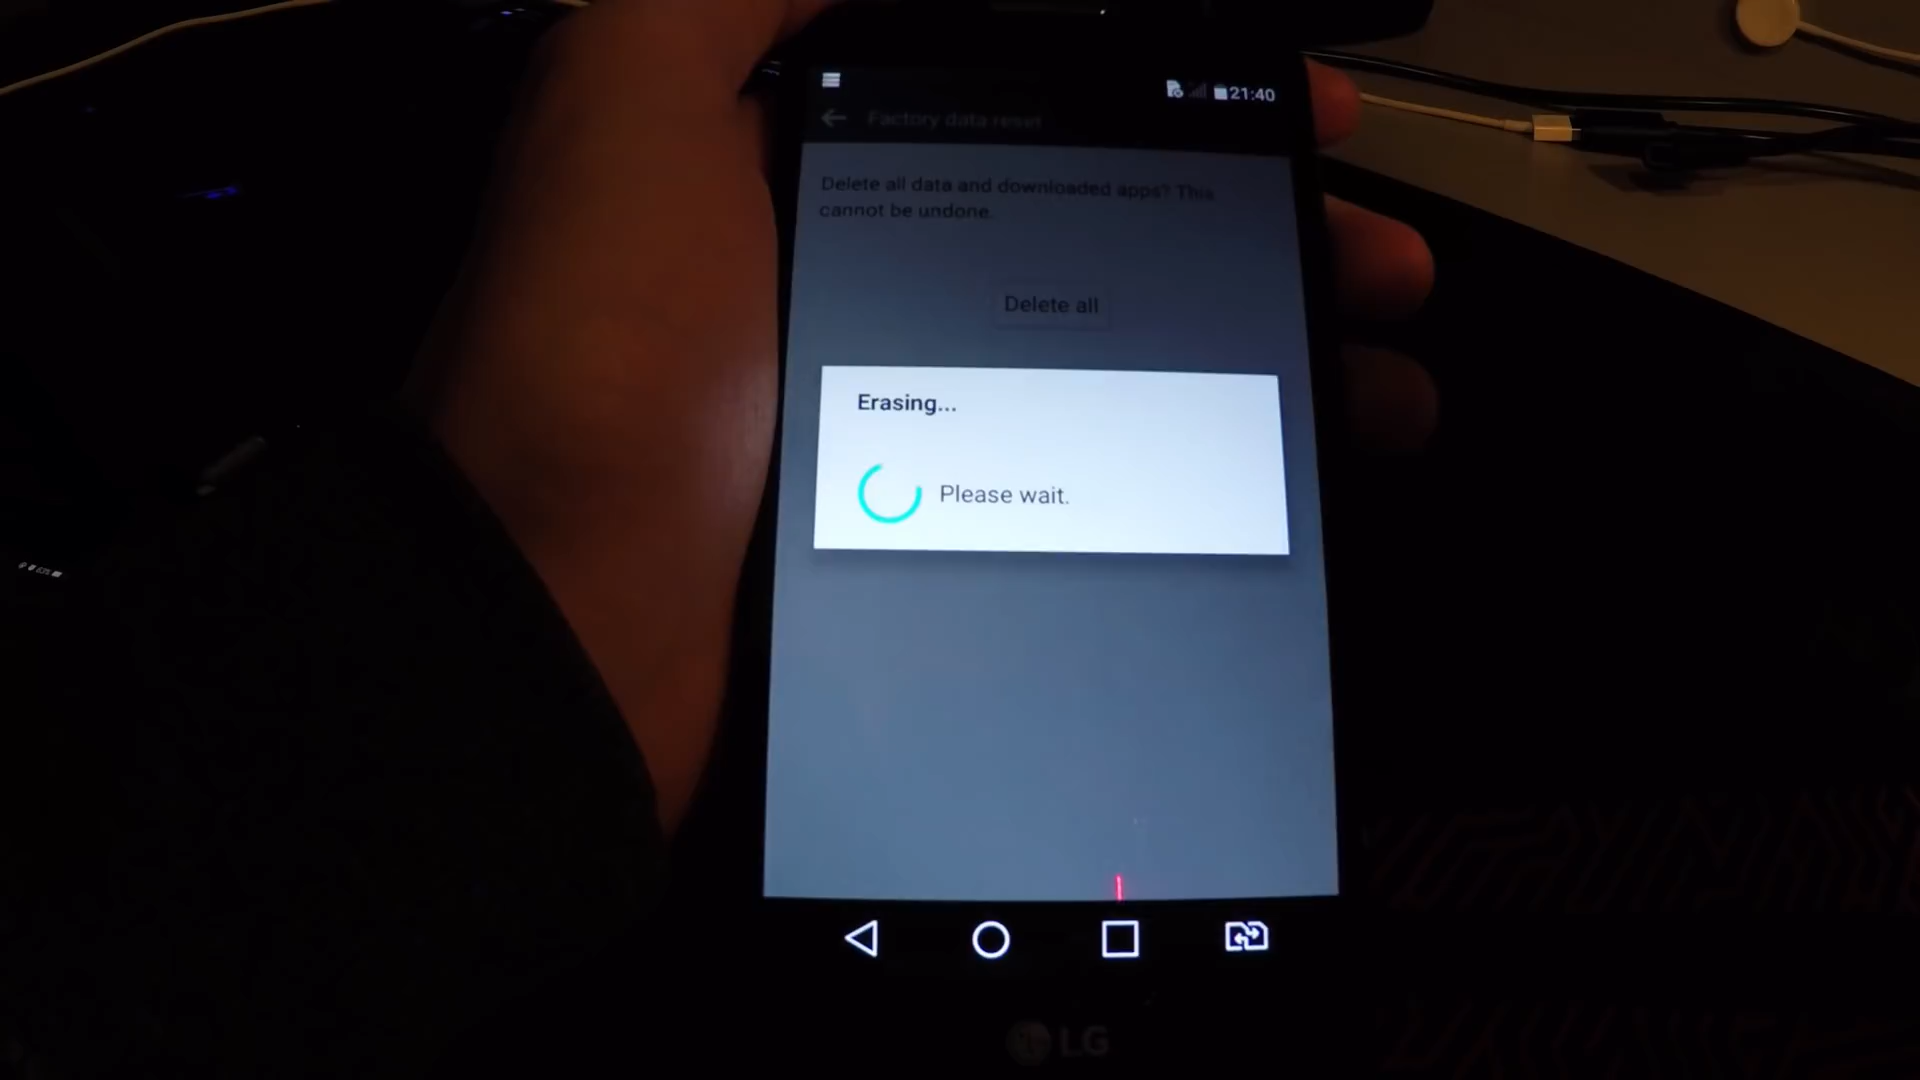 21:40
Factory data reset
Delete all data and downloaded apps? This
cannot be undone.
Delete all
Erasing...
Please wait.
LG